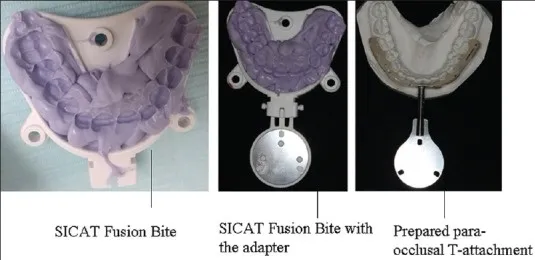 SICAT Fusion Bite
SICAT Fusion Bite with
the adapter
Prepared para-
occlusal T-attachment